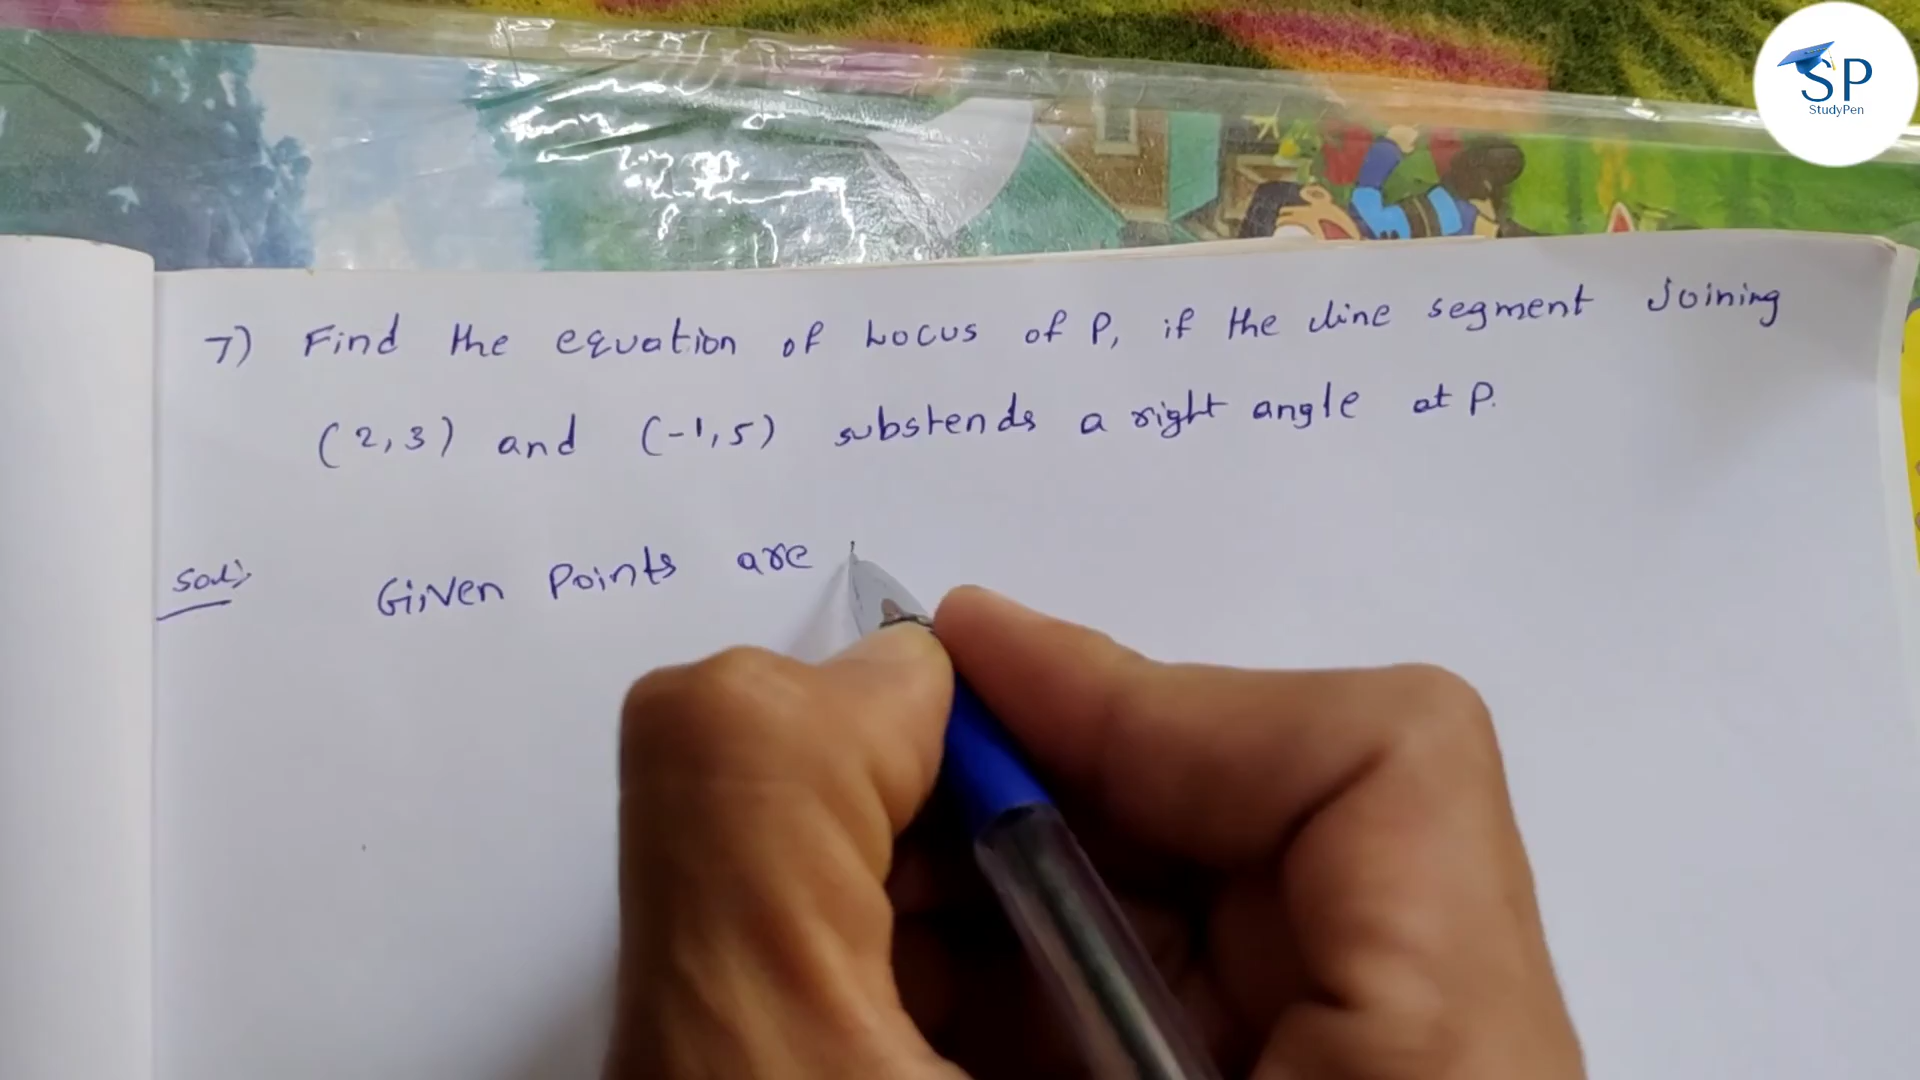 SP
StudyPen
7) Find the equation of Locus of P, if the line segment Joining
(2,3) and (-1,5) substends a right angle at P.
Sol:
Given Points are